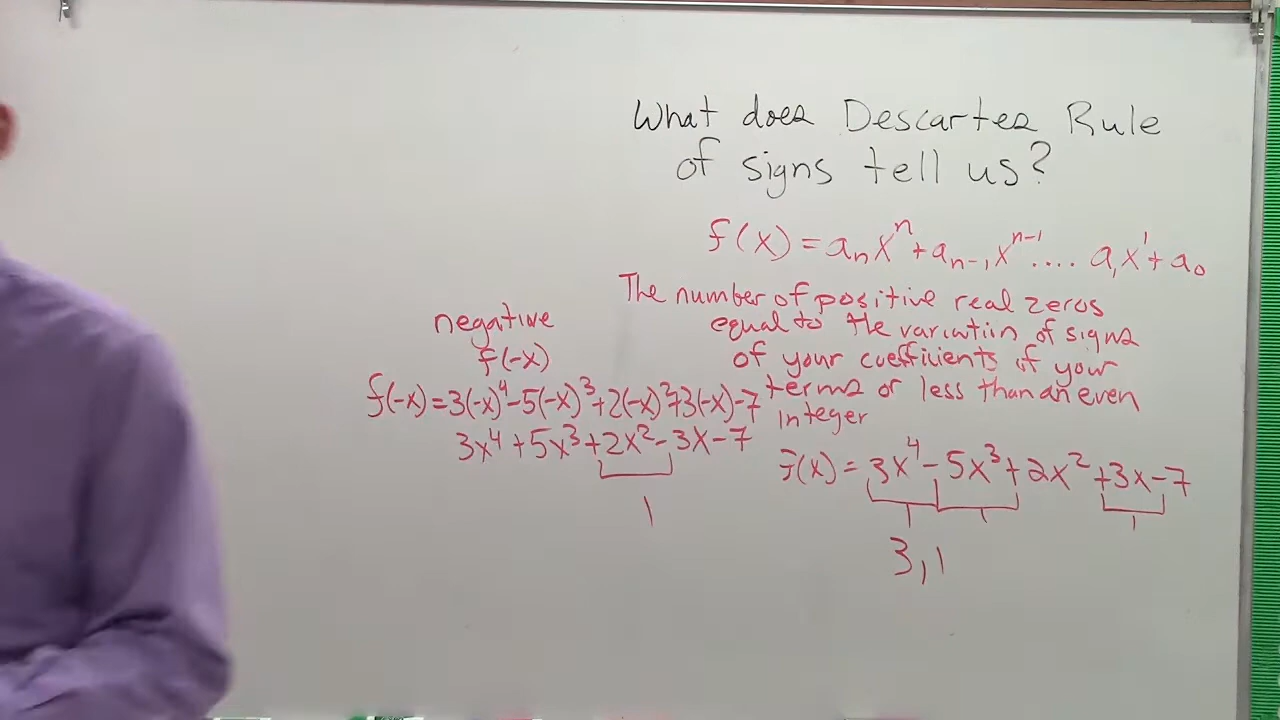 What does Descartes Rule
of signs tell us?
f(x) = aₙxⁿ + aₙ₋₁xⁿ⁻¹ .... a₁x¹ + a₀
The number of positive real zeros
equal to the variatiin of signs
of your coefficients of your
terms or less than an even
integer
f(x) = 3x⁴ - 5x³ + 2x² + 3x - 7
1 1 1
3,1
negative
f(-x)
f(-x) = 3(-x)⁴ - 5(-x)³ + 2(-x)² + 3(-x) - 7
3x⁴ + 5x³ + 2x² - 3x - 7
1